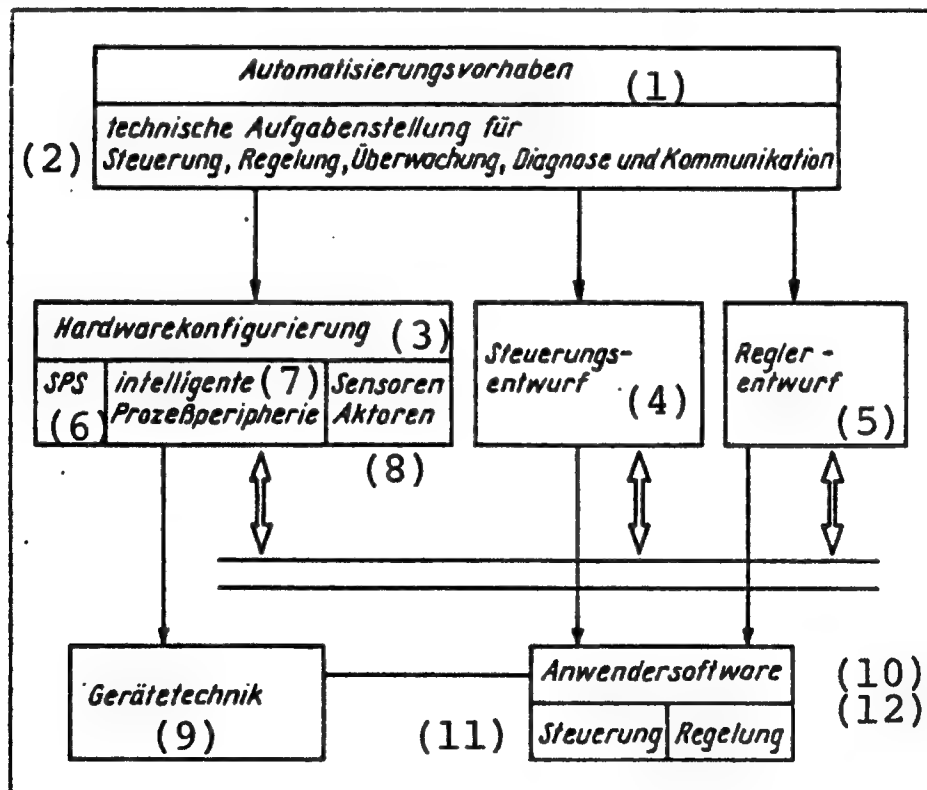 Automatisierungsvorhaben (1)
technische Aufgabenstellung für
(2) Steuerung, Regelung, Überwachung, Diagnose und Kommunikation
Hardwarekonfigurierung (3)
SPS (6)
intelligente (7)
Prozeßperipherie
Sensoren
Aktoren
(8)
Steuerungs-
entwurf (4)
Regler-
entwurf
(5)
Gerätetechnik
(9)
Anwendersoftware (10)
(12)
(11) Steuerung Regelung